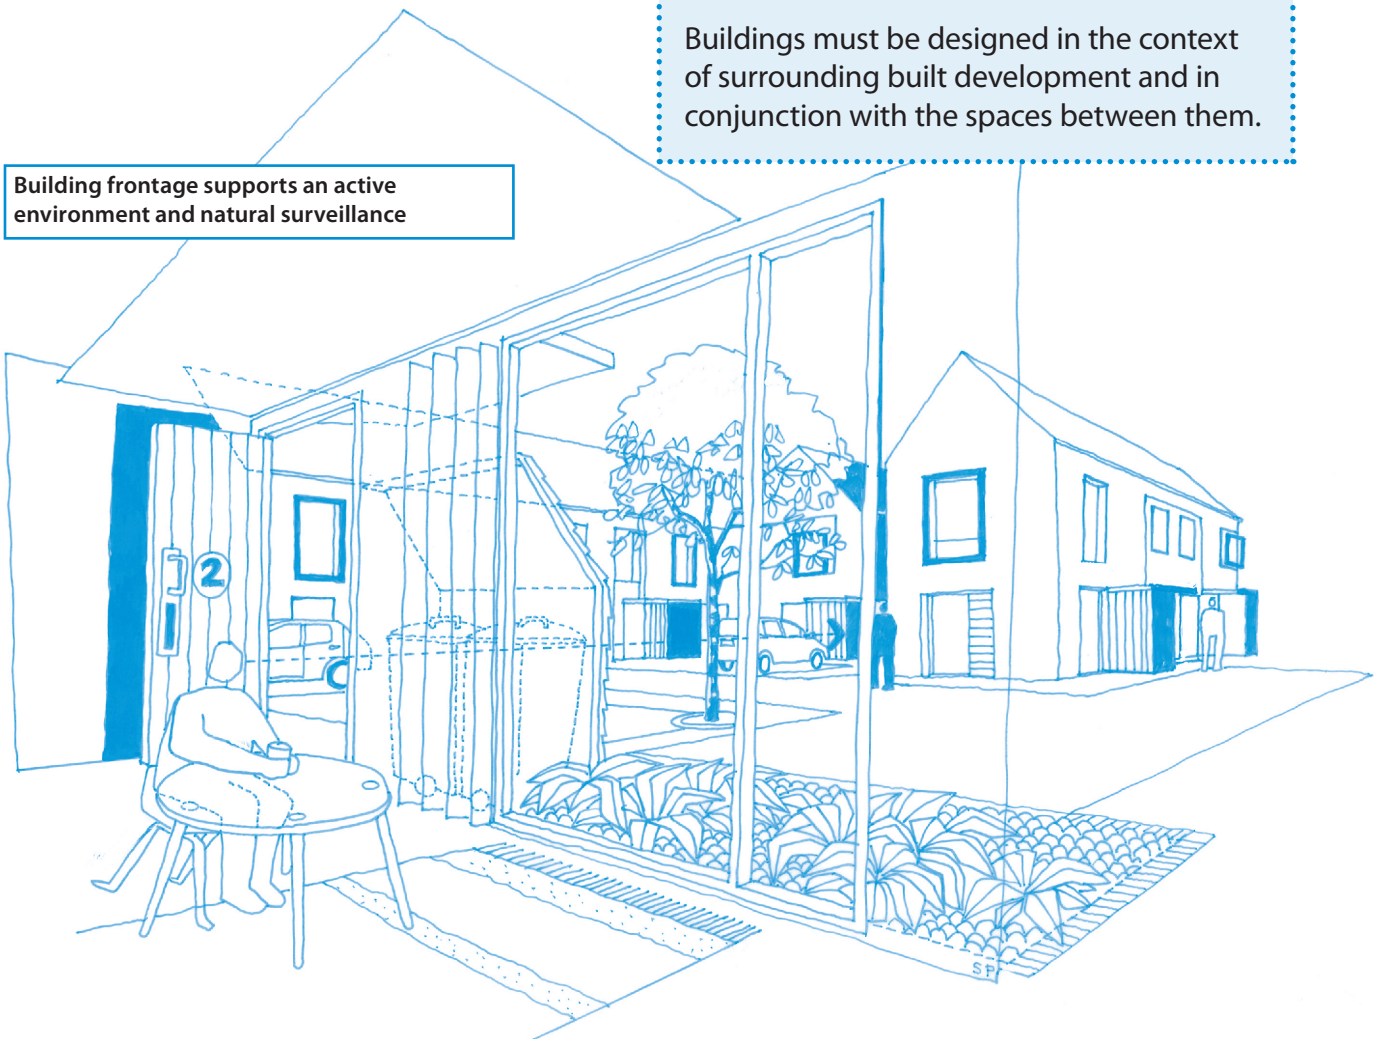 Buildings must be designed in the context
of surrounding built development and in
conjunction with the spaces between them.
Building frontage supports an active
environment and natural surveillance
2
SP